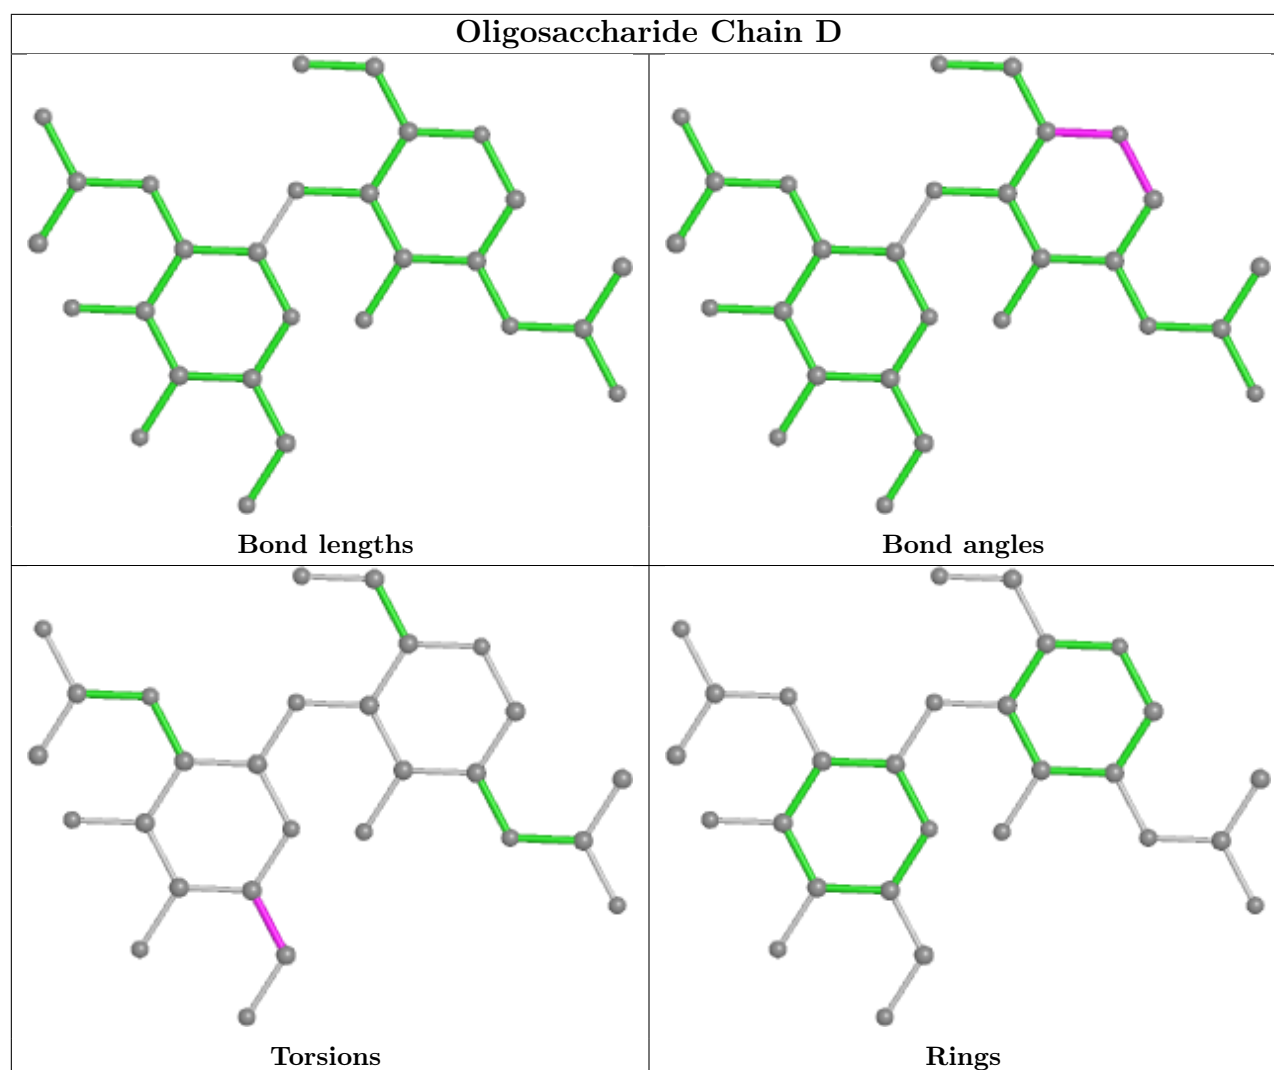 Oligosaccharide Chain D
Bond lengths
Bond angles
Torsions
Rings